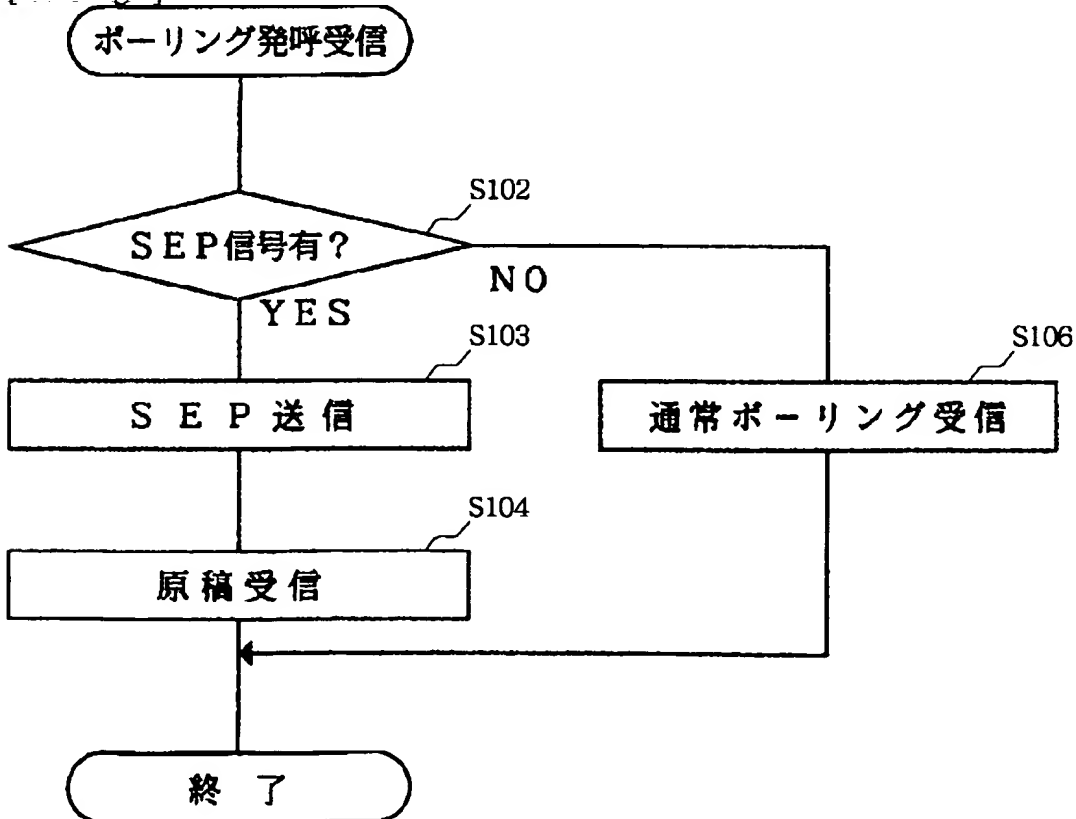 ポーリング発呼受信
S102
SEP信号有?
NO
YES
S103
S106
SEP送信
通常ポーリング受信
S104
原稿受信
終了